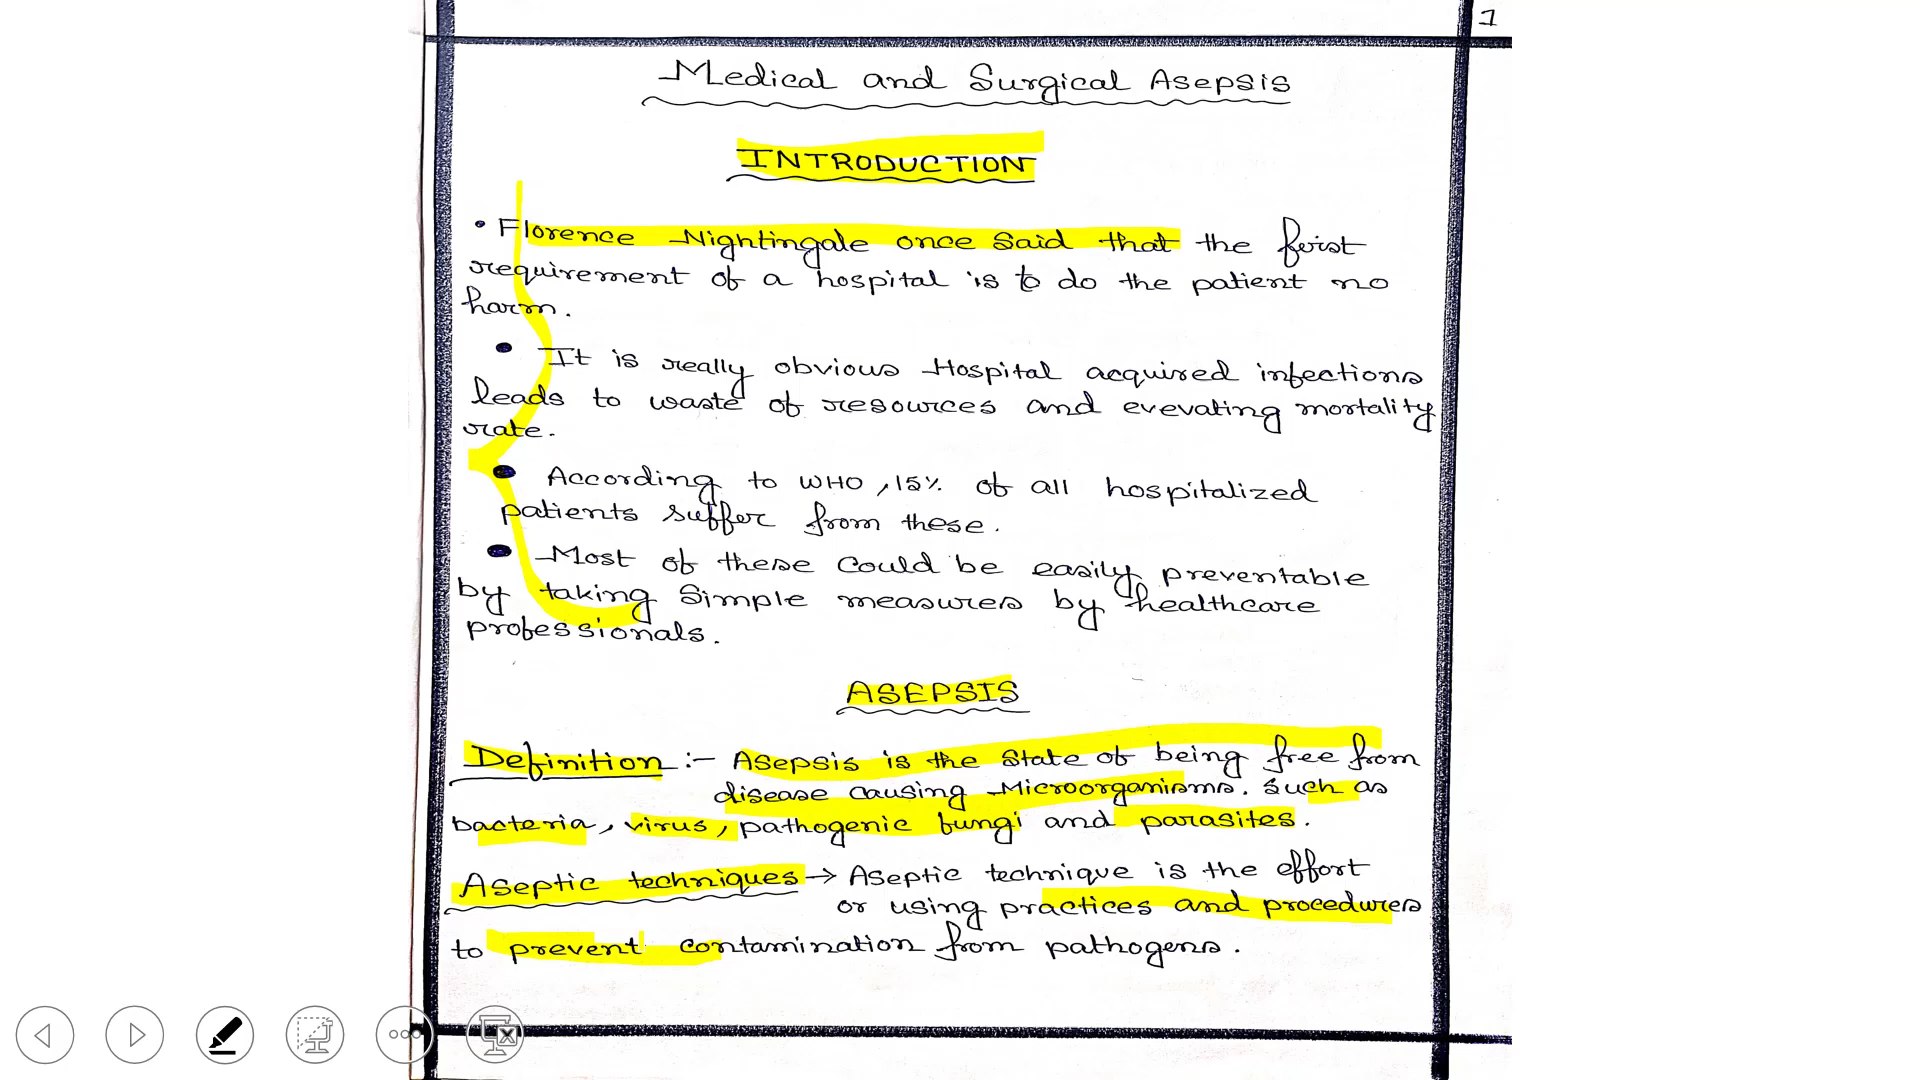 1
Medical and Surgical Asepsis
INTRODUCTION
• Florence Nightingale once said that the first
requirement of a hospital is to do the patient no
harm.
• It is really obvious Hospital acquired infections
leads to waste of resources and evevating mortality
rate.
• According to WHO, 15% of all hospitalized
patients suffer from these.
• Most of these could be easily preventable
by taking simple measures by healthcare
professionals.
ASEPSIS
Definition :- Asepsis is the state of being free from
disease causing Microorganisms. such as
bacteria, virus, pathogenic fungi and parasites.
Aseptic techniques → Aseptic technique is the effort
or using practices and procedures
to prevent contamination from pathogens.